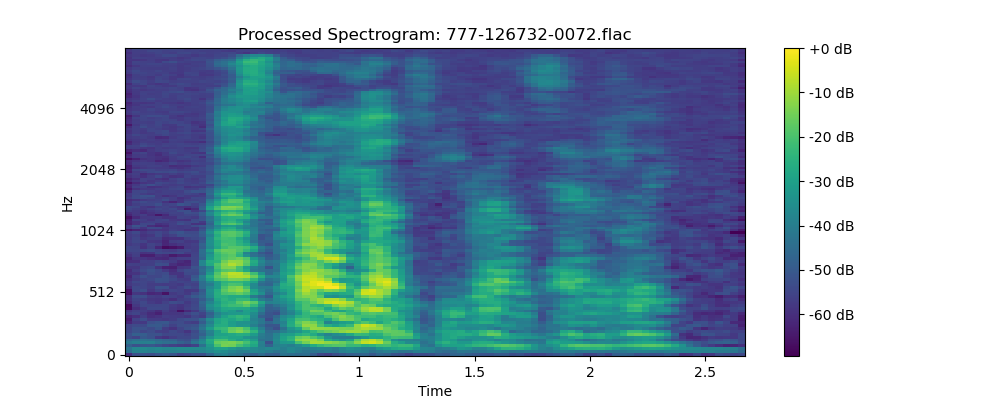 Processed Spectrogram: 777-126732-0072.flac
Hz
4096
2048
1024
512
0
0 0.5 1 1.5 2 2.5
Time
+0 dB
-10 dB
-20 dB
-30 dB
-40 dB
-50 dB
-60 dB